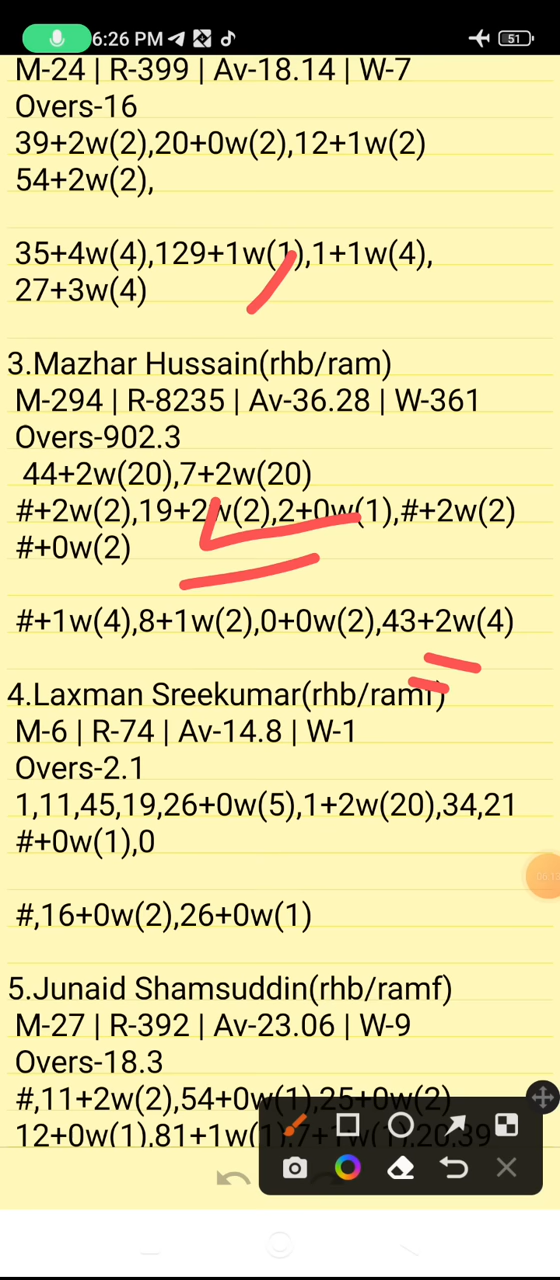 6:26 PM
51
M-24 | R-399 | Av-18.14 | W-7
Overs-16
39+2w(2),20+0w(2),12+1w(2)
54+2w(2),
35+4w(4),129+1w(1),1+1w(4),
27+3w(4)
3.Mazhar Hussain(rhb/ram)
M-294 | R-8235 | Av-36.28 | W-361
Overs-902.3
44+2w(20),7+2w(20)
#+2w(2),19+2w(2),2+0w(1),#+2w(2)
#+0w(2)
#+1w(4),8+1w(2),0+0w(2),43+2w(4)
4.Laxman Sreekumar(rhb/ramf)
M-6 | R-74 | Av-14.8 | W-1
Overs-2.1
1,11,45,19,26+0w(5),1+2w(20),34,21
#+0w(1),0
#,16+0w(2),26+0w(1)
5.Junaid Shamsuddin(rhb/ramf)
M-27 | R-392 | Av-23.06 | W-9
Overs-18.3
#,11+2w(2),54+0w(1),25+0w(2)
12+0w(1),81+1w(1),7+1w(1),20,39